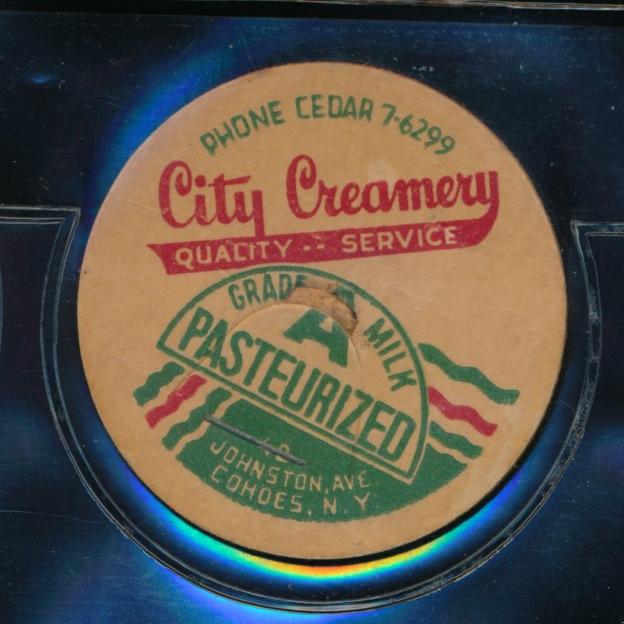 PHONE CEDAR 7-6299
City Creamery
QUALITY -- SERVICE
GRADE A MILK
PASTEURIZED
JOHNSTON, AVE.
COHOES, N. Y